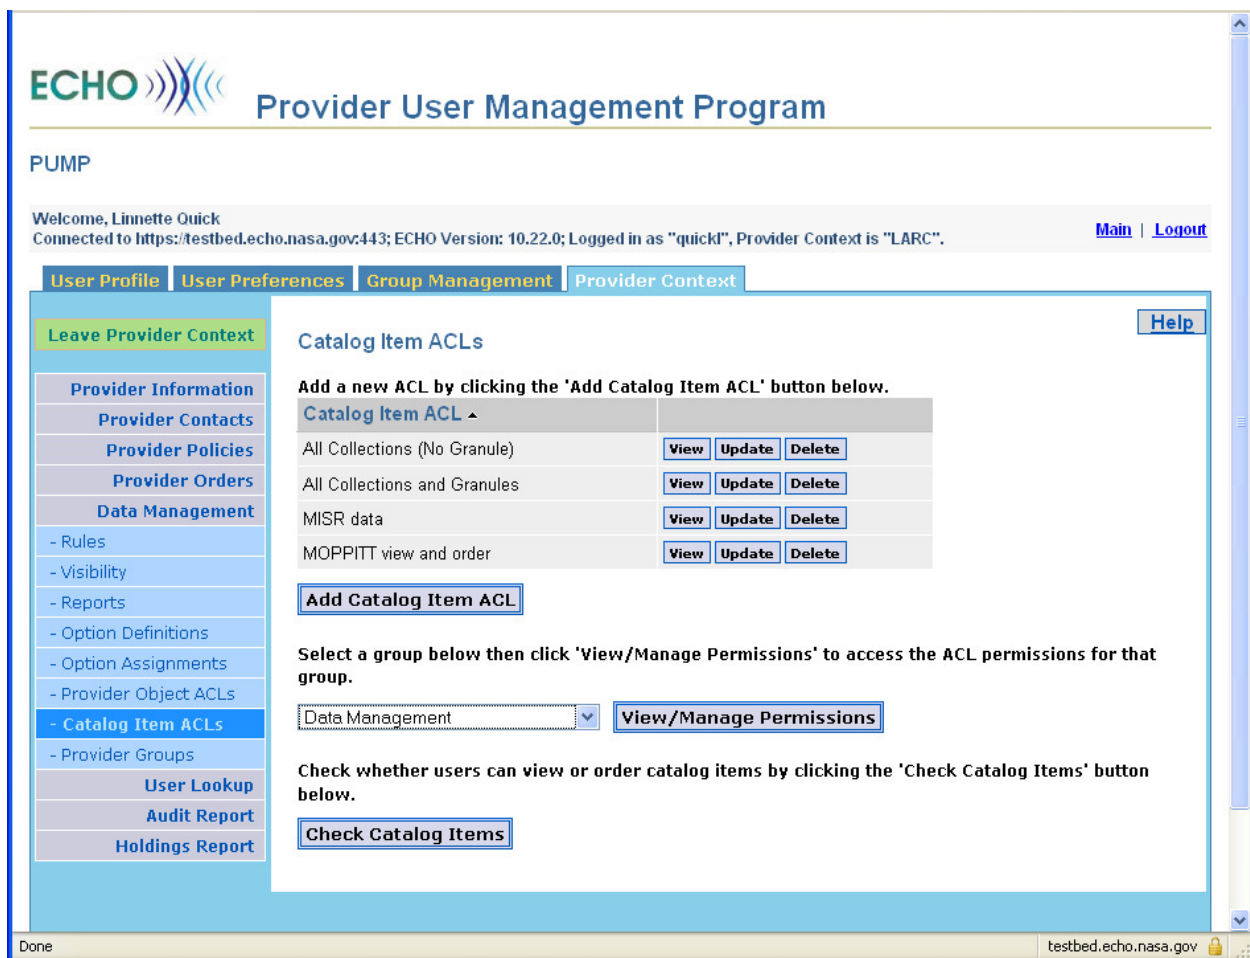 ECHO
Provider User Management Program
PUMP
Welcome, Linnette Quick
Connected to https://testbed.echo.nasa.gov:443; ECHO Version: 10.22.0; Logged in as "quickl", Provider Context is "LARC".
Main | Logout
User Profile User Preferences Group Management Provider Context
Leave Provider Context
Provider Information
Provider Contacts
Provider Policies
Provider Orders
Data Management
- Rules
- Visibility
- Reports
- Option Definitions
- Option Assignments
- Provider Object ACLs
- Catalog Item ACLs
- Provider Groups
User Lookup
Audit Report
Holdings Report
Help
Catalog Item ACLs
Add a new ACL by clicking the 'Add Catalog Item ACL' button below.
Catalog Item ACL
All Collections (No Granule) View Update Delete
All Collections and Granules View Update Delete
MISR data View Update Delete
MOPPITT view and order View Update Delete
Add Catalog Item ACL
Select a group below then click 'View/Manage Permissions' to access the ACL permissions for that
group.
Data Management View/Manage Permissions
Check whether users can view or order catalog items by clicking the 'Check Catalog Items' button
below.
Check Catalog Items
Done testbed.echo.nasa.gov